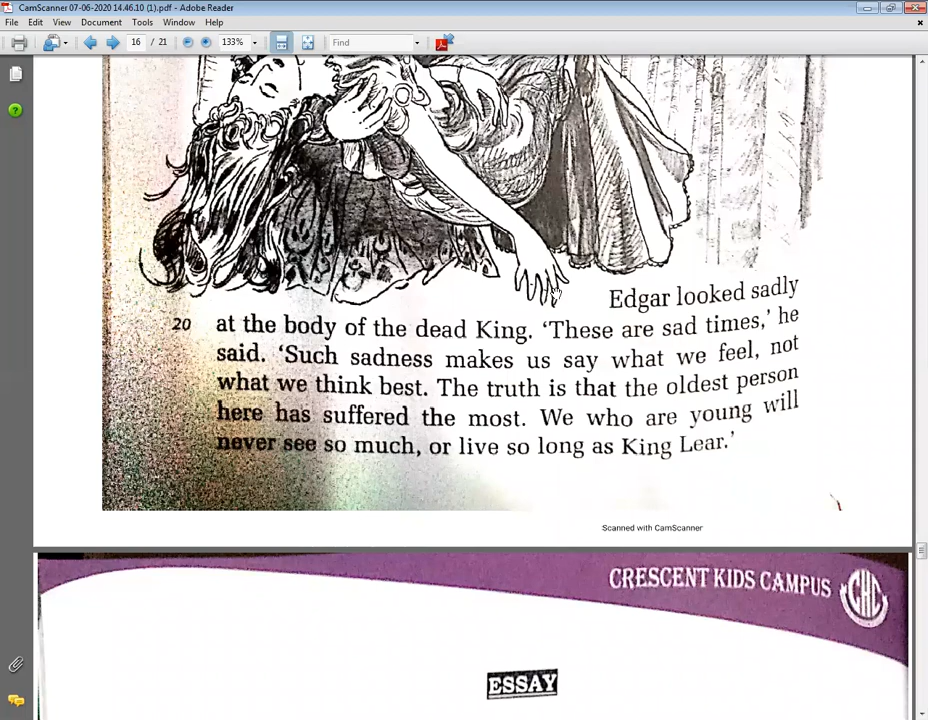 CamScanner 07-06-2020 14.46.10 (1).pdf - Adobe Reader
File Edit View Document Tools Window Help
16 / 21 133% Find
Edgar looked sadly
20 at the body of the dead King. ‘These are sad times,’ he
said. ‘Such sadness makes us say what we feel, not
what we think best. The truth is that the oldest person
here has suffered the most. We who are young will
never see so much, or live so long as King Lear.’
Scanned with CamScanner
CRESCENT KIDS CAMPUS CKC
ESSAY